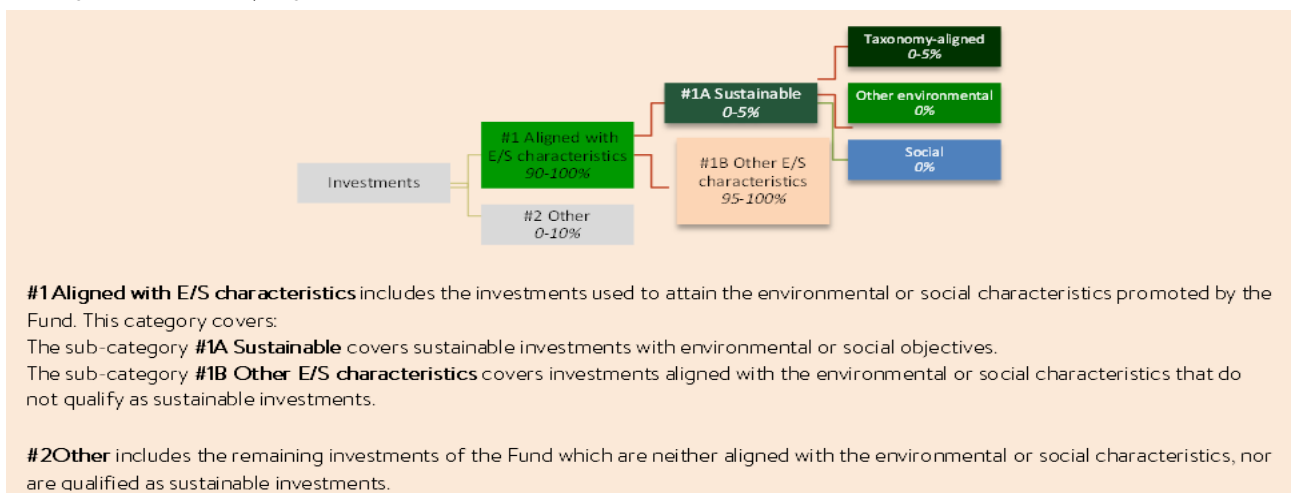 Taxonomy-aligned
0-5%
#1A Sustainable
0-5%
Other environmental
0%
#1 Aligned with
E/S characteristics
90-100%
#1B Other E/S
characteristics
95-100%
Social
0%
Investments
#2 Other
0-10%
#1 Aligned with E/S characteristics includes the investments used to attain the environmental or social characteristics promoted by the
Fund. This category covers:
The sub-category #1A Sustainable covers sustainable investments with environmental or social objectives.
The sub-category #1B Other E/S characteristics covers investments aligned with the environmental or social characteristics that do
not qualify as sustainable investments.
#2Other includes the remaining investments of the Fund which are neither aligned with the environmental or social characteristics, nor
are qualified as sustainable investments.